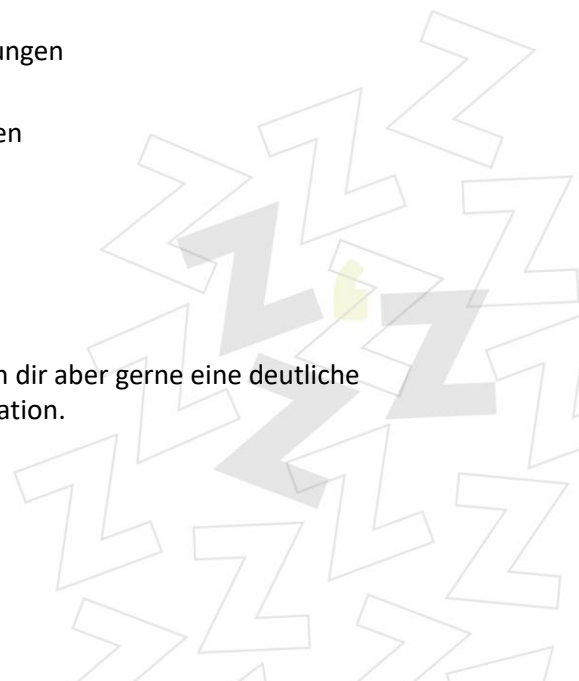 ungen
en
n dir aber gerne eine deutliche
ation.